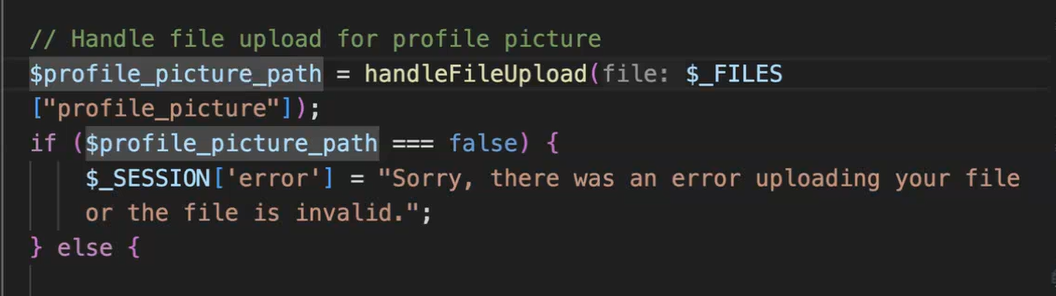 // Handle file upload for profile picture
$profile_picture_path = handleFileUpload(file: $_FILES
["profile_picture"]);
if ($profile_picture_path === false) {
$_SESSION['error'] = "Sorry, there was an error uploading your file
or the file is invalid.";
} else {